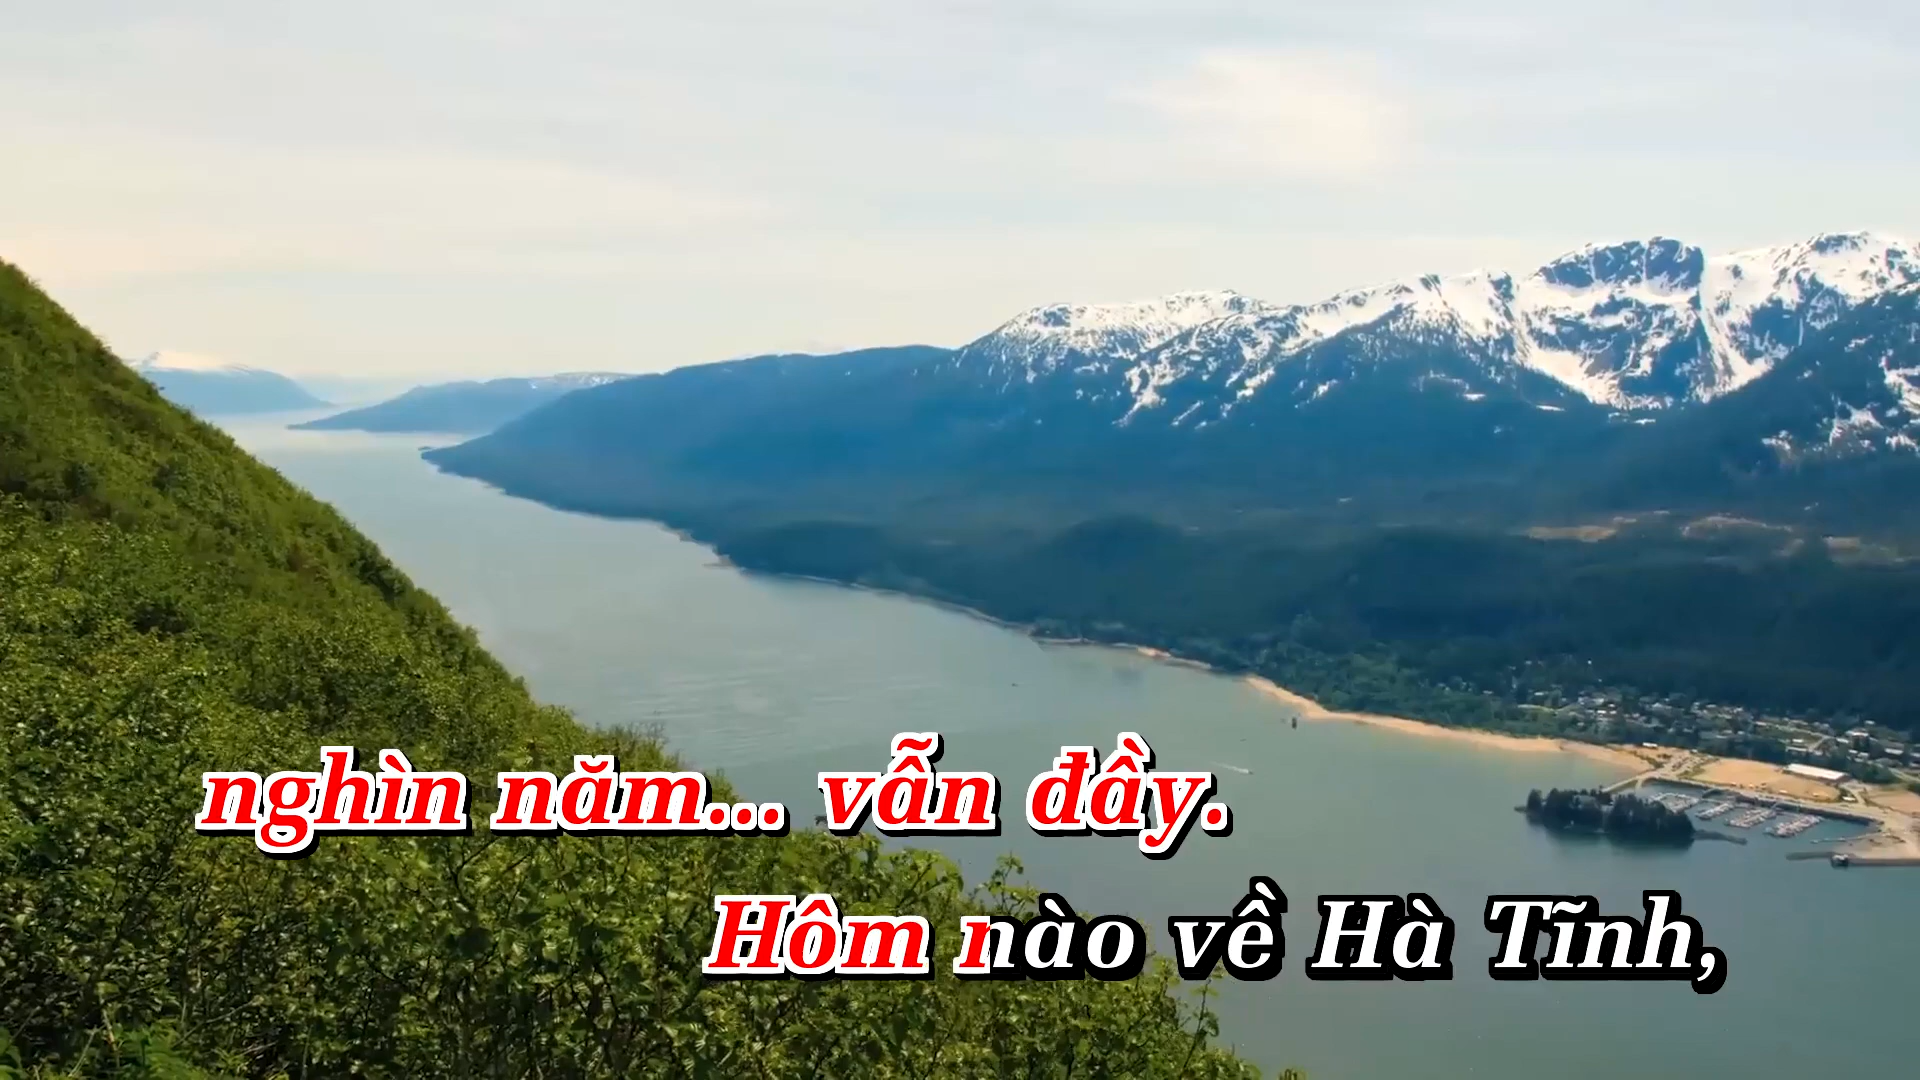 nghìn năm... vẫn đầy.
Hôm nào về Hà Tĩnh,